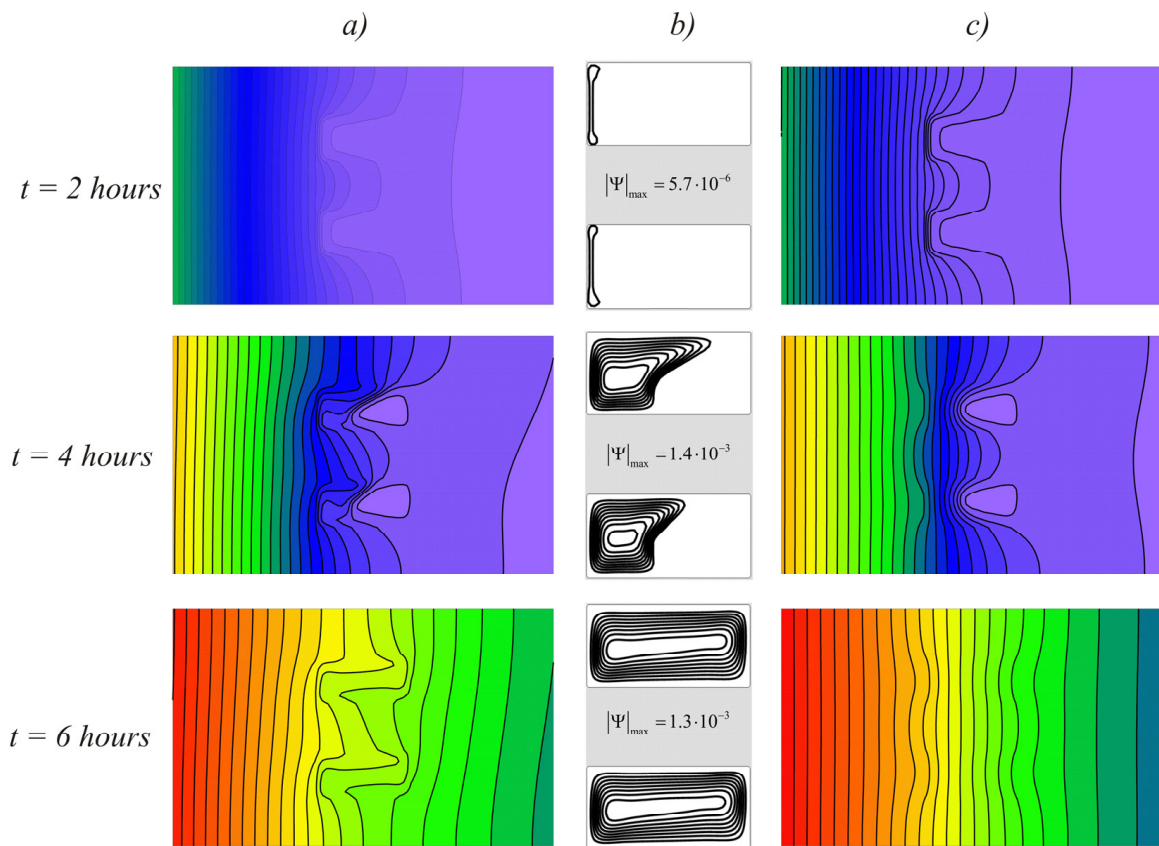 a)
b)
c)
t = 2 hours
|Ψ|max = 5.7·10⁻⁶
t = 4 hours
|Ψ|max – 1.4·10⁻³
t = 6 hours
|Ψ|max = 1.3·10⁻³